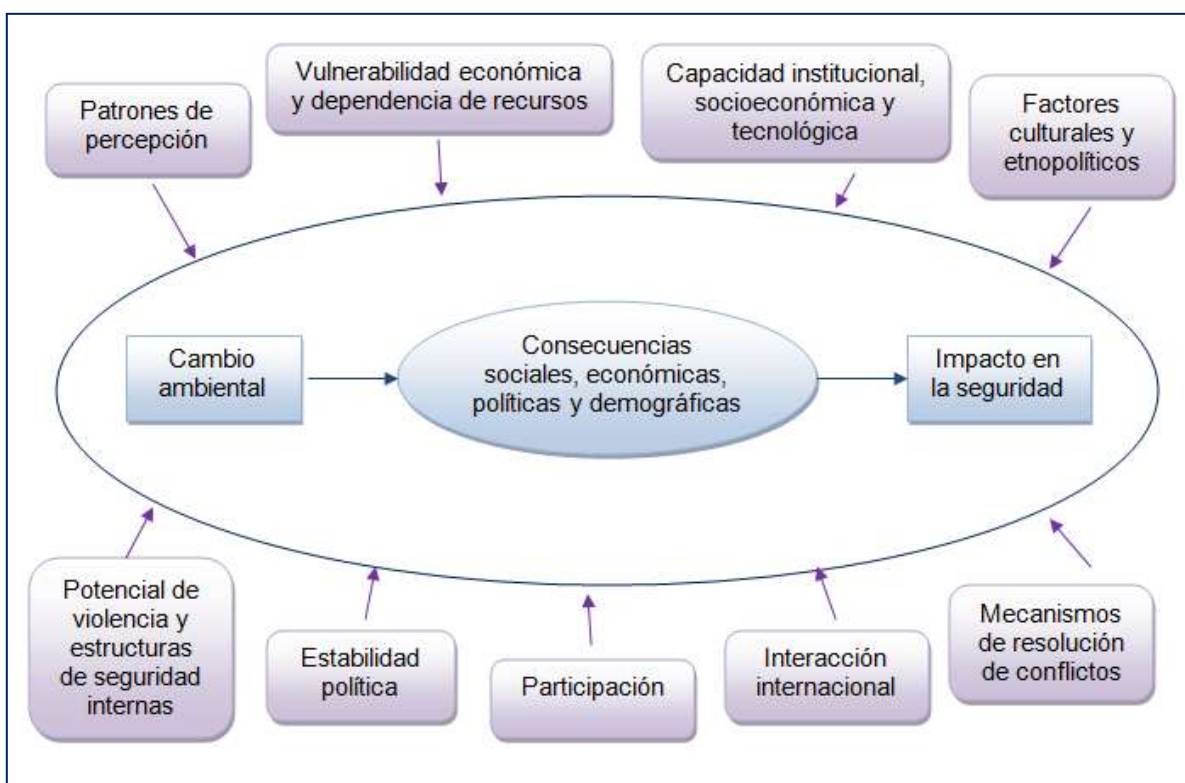 Patrones de
percepción
Vulnerabilidad económica
y dependencia de recursos
Capacidad institucional,
socioeconómica y
tecnológica
Factores
culturales y
etnopolíticos
Cambio
ambiental
Consecuencias
sociales, económicas,
políticas y demográficas
Impacto en
la seguridad
Potencial de
violencia y
estructuras
de seguridad
internas
Estabilidad
política
Participación
Interacción
internacional
Mecanismos
de resolución
de conflictos